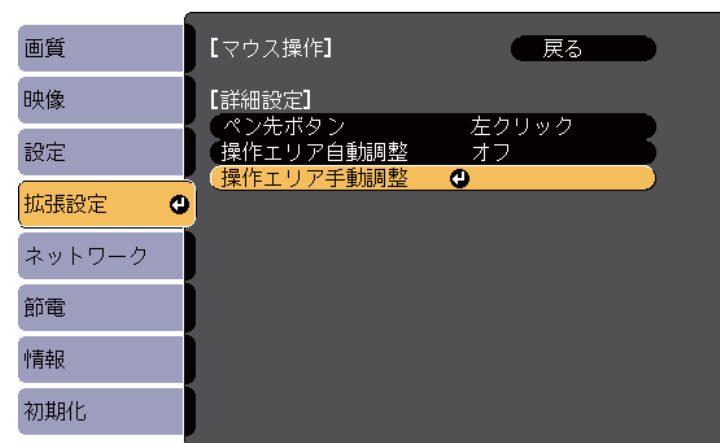 画質
映像
設定
拡張設定
ネットワーク
節電
情報
初期化
【マウス操作】 戻る
【詳細設定】
ペン先ボタン 左クリック
操作エリア自動調整 オフ
操作エリア手動調整